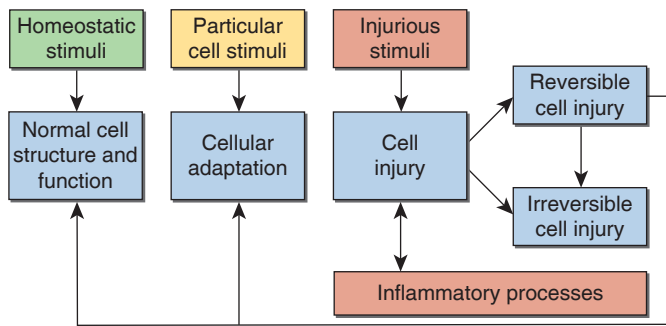 Homeostatic
stimuli
Particular
cell stimuli
Injurious
stimuli
Normal cell
structure and
function
Cellular
adaptation
Cell
injury
Reversible
cell injury
Irreversible
cell injury
Inflammatory processes